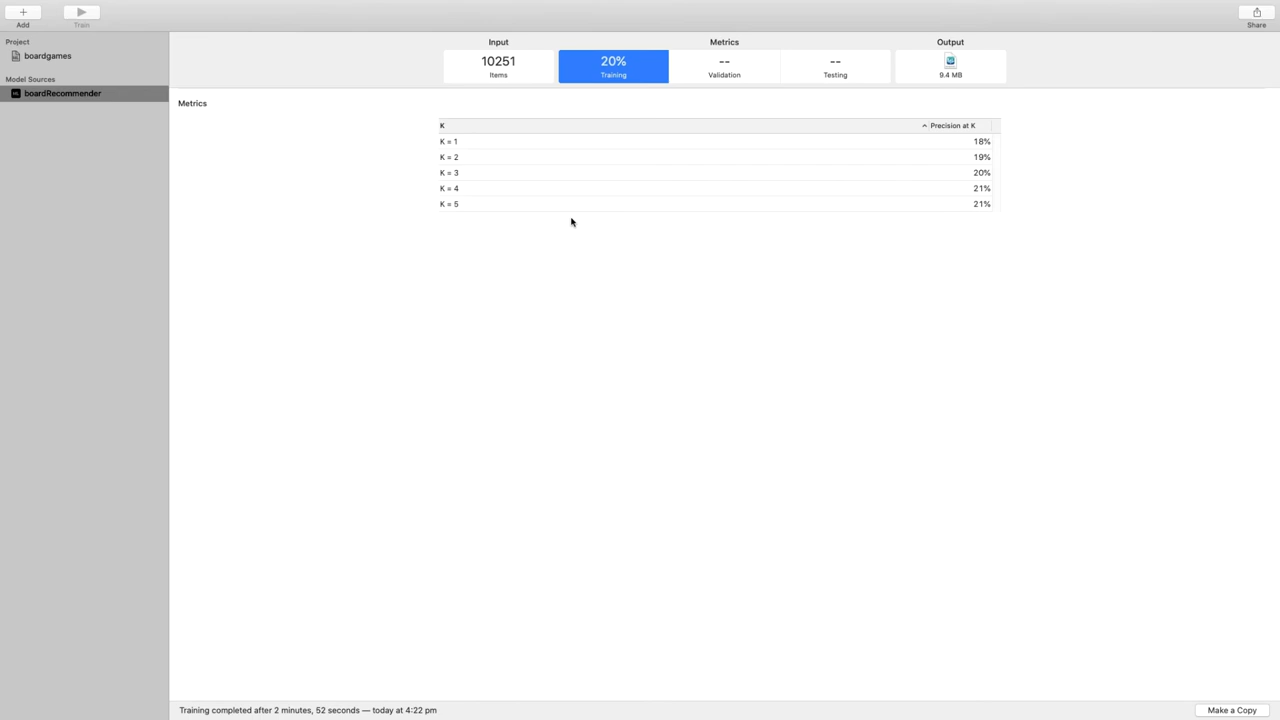 Add
Train
Share
Project
boardgames
Model Sources
boardRecommender
Input
Metrics
Output
10251
Items
20%
Training
--
Validation
--
Testing
9.4 MB
Metrics
K
Precision at K
K = 1
18%
K = 2
19%
K = 3
20%
K = 4
21%
K = 5
21%
Training completed after 2 minutes, 52 seconds — today at 4:22 pm
Make a Copy